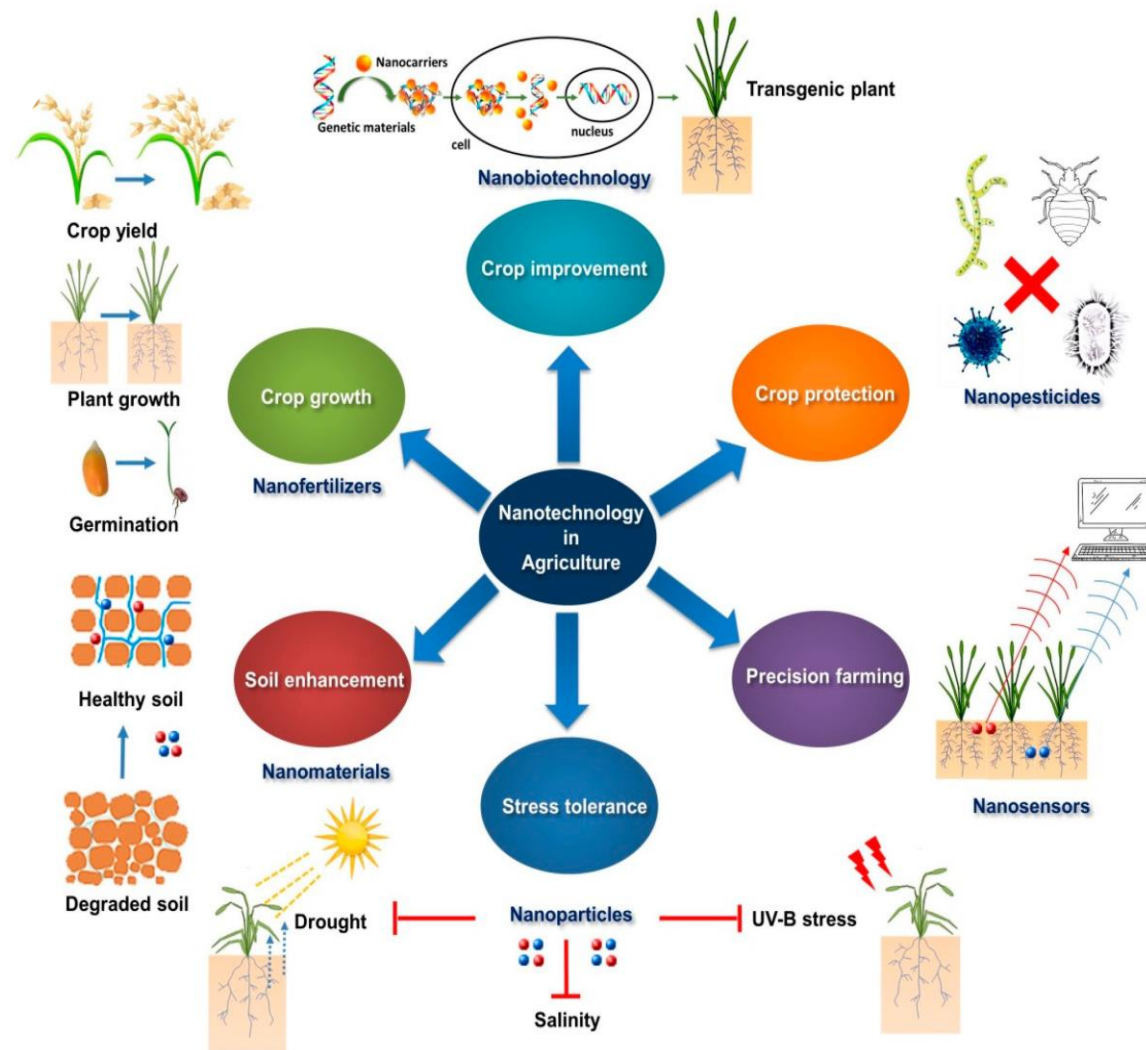 Nanocarriers
Genetic materials
cell
nucleus
Transgenic plant
Nanobiotechnology
Crop improvement
Crop yield
Plant growth
Germination
Crop growth
Nanofertilizers
Crop protection
Nanopesticides
Nanotechnology
in
Agriculture
Healthy soil
Degraded soil
Soil enhancement
Nanomaterials
Precision farming
Nanosensors
Stress tolerance
Drought
Nanoparticles
UV-B stress
Salinity